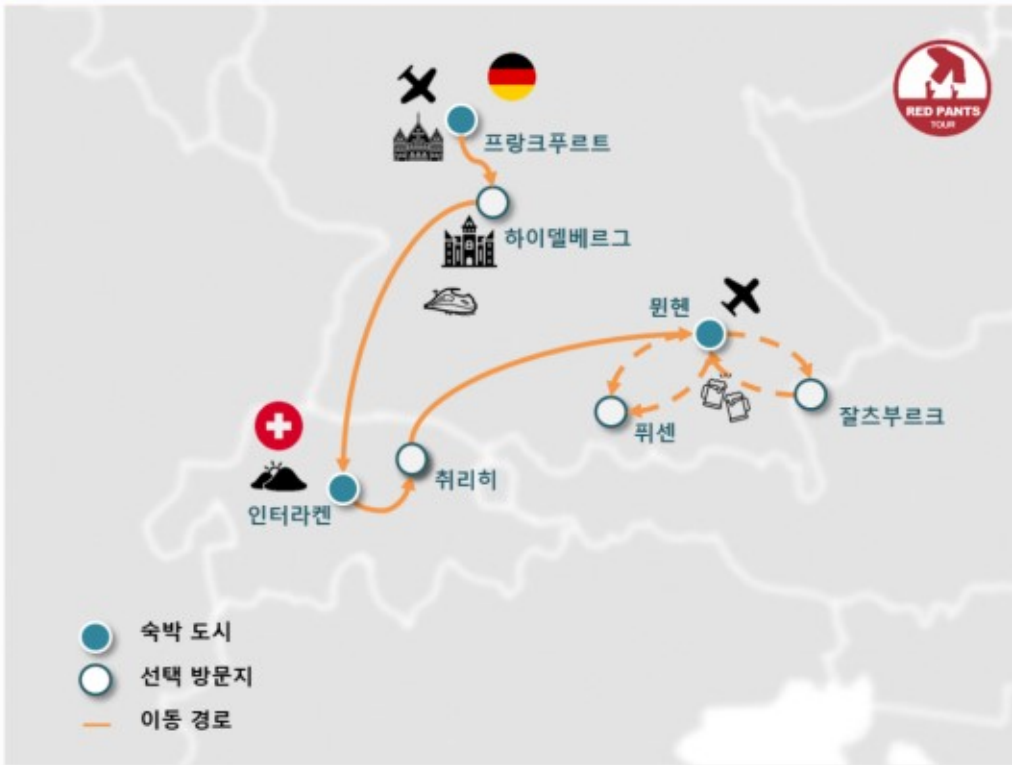 RED PANTS
TOUR
프랑크푸르트
하이델베르그
뮌헨
잘츠부르크
퓌센
취리히
인터라켄
숙박 도시
선택 방문지
이동 경로